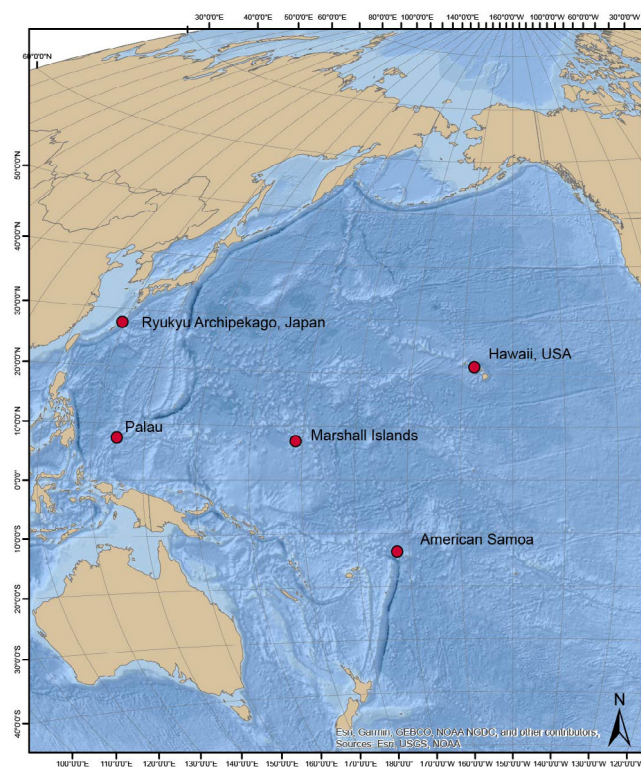 30°0'0"E 60°0'0"E 80°0'0"E 100°0'0"E 140°0'0"E 160°0'0"W 100°0'0"W 60°0'0"W 30°0'0"W
60°0'0"N
50°0'0"N
40°0'0"N
30°0'0"N
20°0'0"N
10°0'0"N
0°0'0"
10°0'0"S
20°0'0"S
30°0'0"S
40°0'0"S
Ryukyu Archipekago, Japan
Hawaii, USA
Palau
Marshall Islands
American Samoa
N
Esri, Garmin, GEBCO, NOAA NGDC, and other contributors,
Sources: Esri, USGS, NOAA
100°0'0"E 110°0'0"E 120°0'0"E 130°0'0"E 140°0'0"E 150°0'0"W 160°0'0"E 170°0'0"E 180°0'0" 170°0'0"W 160°0'0"W 150°0'0"W 140°0'0"W 130°0'0"W 120°0'0"W